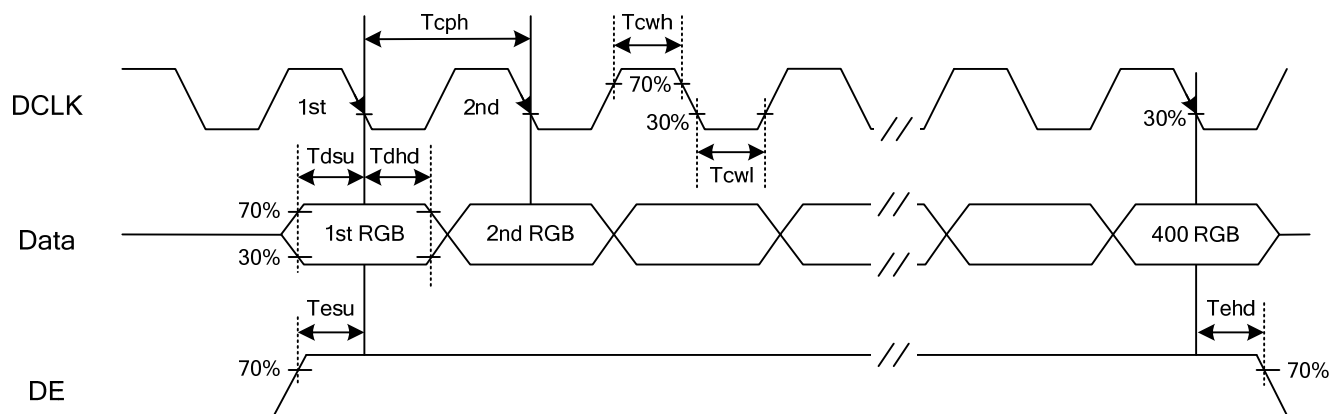 Tcph
Tcwh
DCLK
1st
2nd
70%
30%
30%
Tdsu
Tdhd
Tcwl
Data
70%
1st RGB
2nd RGB
400 RGB
30%
Tesu
Tehd
70%
70%
DE